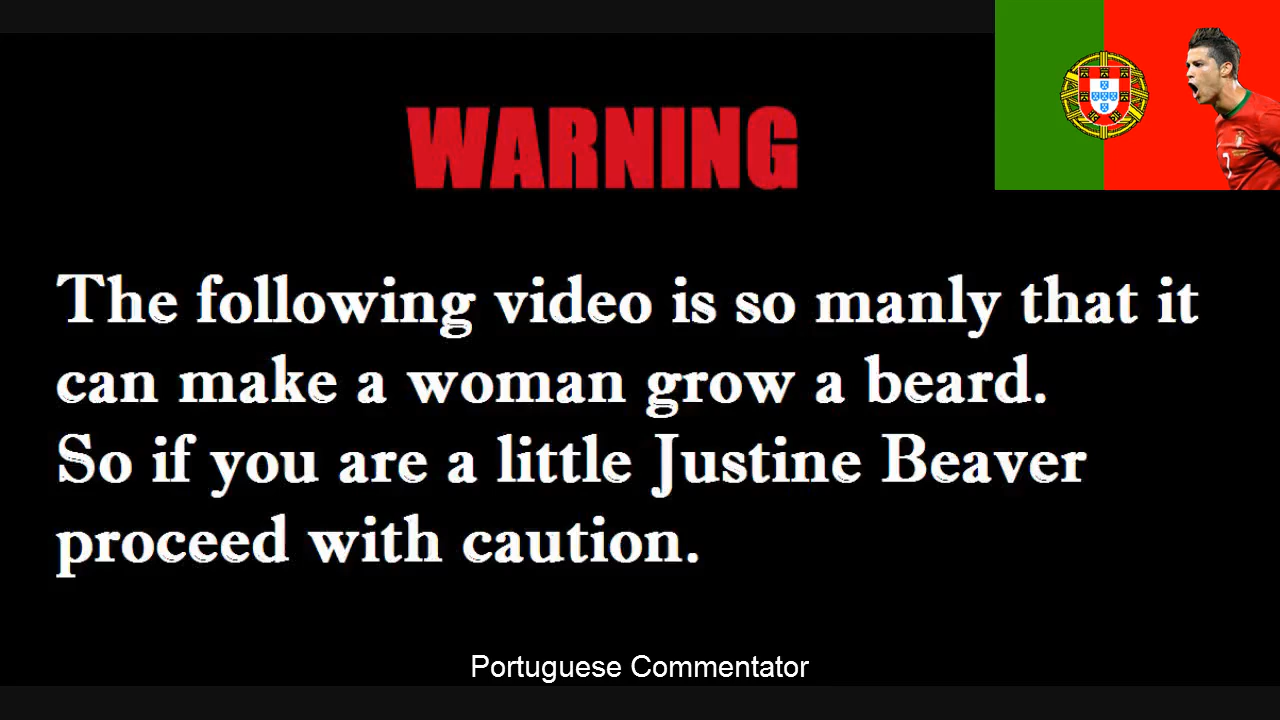 WARNING
The following video is so manly that it
can make a woman grow a beard.
So if you are a little Justine Beaver
proceed with caution.
Portuguese Commentator